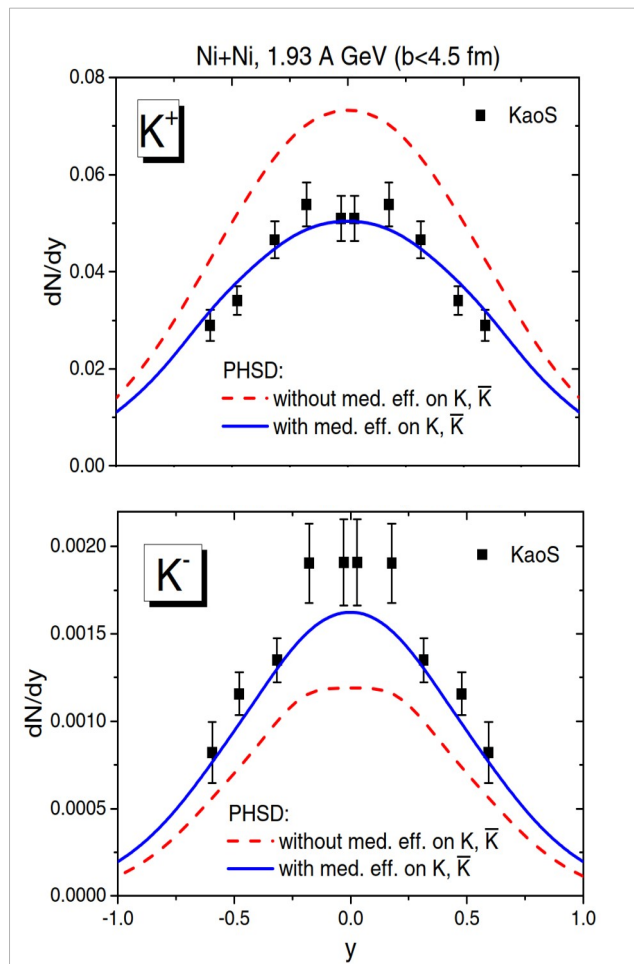 Ni+Ni, 1.93 A GeV (b<4.5 fm)
0.08
K⁺
KaoS
0.06
dN/dy
0.04
0.02
PHSD:
without med. eff. on K, K̅
with med. eff. on K, K̅
0.00
0.0020
K⁻
KaoS
0.0015
dN/dy
0.0010
0.0005
PHSD:
without med. eff. on K, K̅
with med. eff. on K, K̅
0.0000
-1.0 -0.5 0.0 0.5 1.0
y